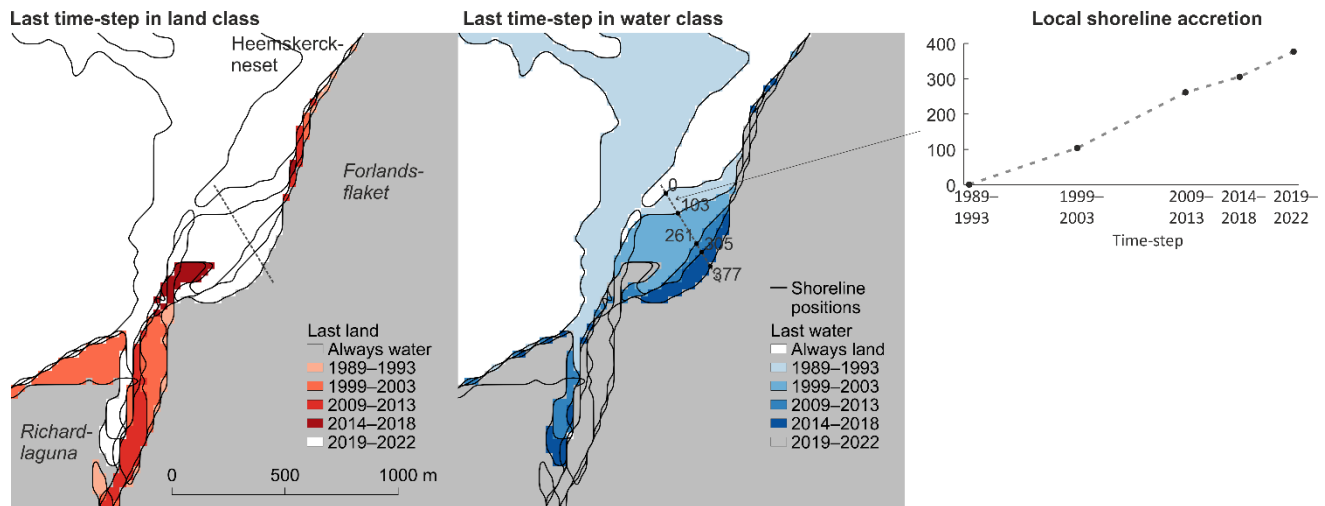 Last time-step in land class
Heemskerck-
neset
Forlands-
flaket
Richard-
laguna
Last land
Always water
1989–1993
1999–2003
2009–2013
2014–2018
2019–2022
0
500
1000 m
Last time-step in water class
0
103
261
305
377
Shoreline
positions
Last water
Always land
1989–1993
1999–2003
2009–2013
2014–2018
2019–2022
Local shoreline accretion
400
300
200
100
0
1989–
1993
1999–
2003
2009–
2013
2014–
2018
2019–
2022
Time-step